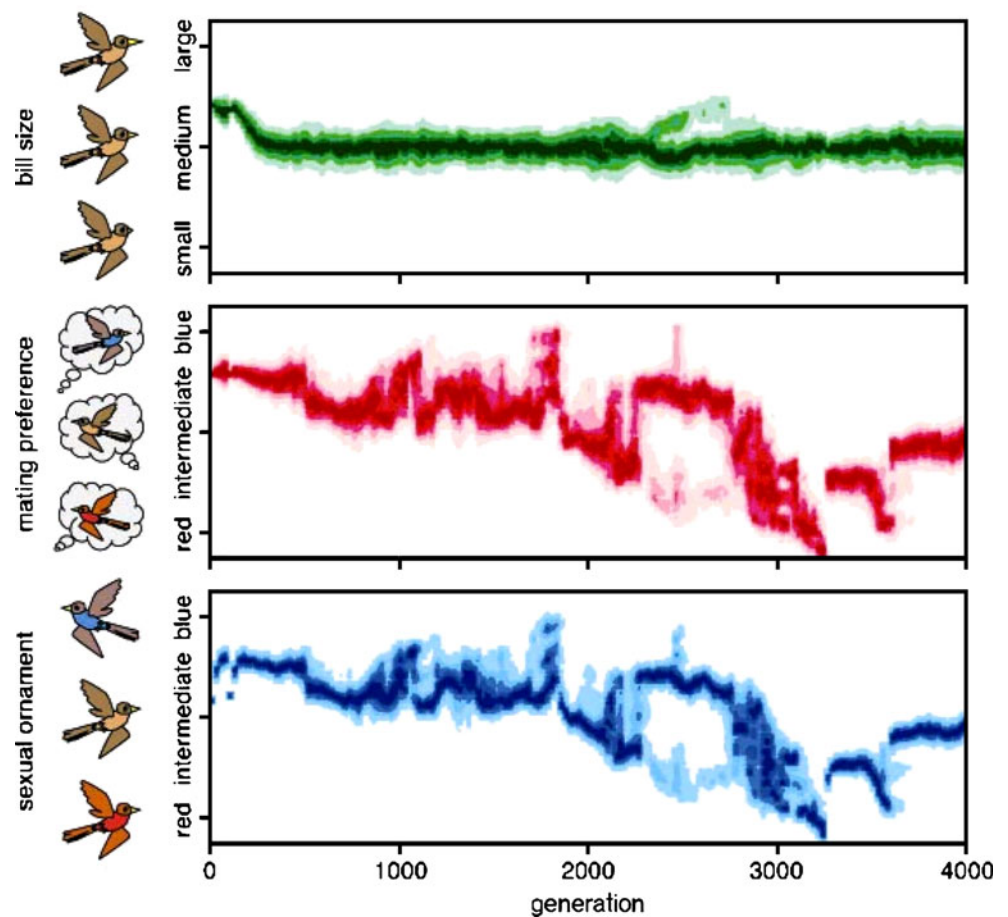 bill size
large
medium
small
mating preference
blue
intermediate
red
sexual ornament
blue
intermediate
red
0
1000
2000
3000
4000
generation